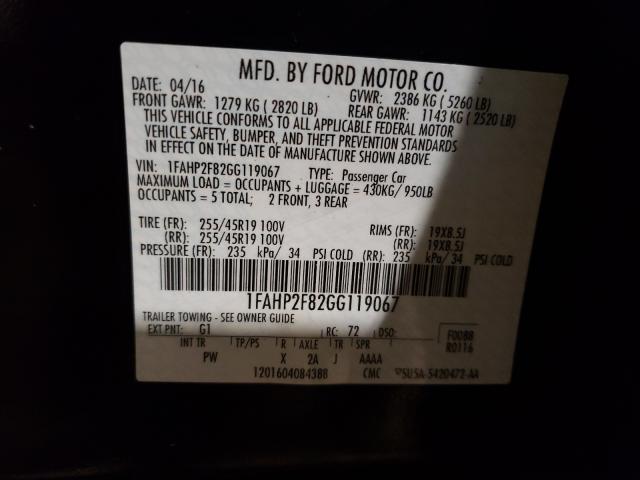 MFD. BY FORD MOTOR CO.
DATE: 04/16 GVWR: 2386 KG ( 5260 LB)
FRONT GAWR: 1279 KG ( 2820 LB) REAR GAWR: 1143 KG ( 2520 LB)
THIS VEHICLE CONFORMS TO ALL APPLICABLE FEDERAL MOTOR
VEHICLE SAFETY, BUMPER, AND THEFT PREVENTION STANDARDS
IN EFFECT ON THE DATE OF MANUFACTURE SHOWN ABOVE.
VIN: 1FAHP2F82GG119067 TYPE: Passenger Car
MAXIMUM LOAD = OCCUPANTS + LUGGAGE = 430KG/ 950LB
OCCUPANTS = 5 TOTAL; 2 FRONT, 3 REAR
TIRE (FR): 255/45R19 100V RIMS (FR): 19X8.5J
(RR): 255/45R19 100V (RR): 19X8.5J
PRESSURE (FR): 235 kPa/ 34 PSI COLD (RR): 235 kPa/ 34 PSI COLD
1FAHP2F82GG119067
TRAILER TOWING - SEE OWNER GUIDE
EXT PNT: G1 RC: 72 DSO: F0088
INT TR TP/PS R AXLE TR SPR R0116
PW X 2A J AAAA
1201604084388 CMC SU5A-5420472-AA